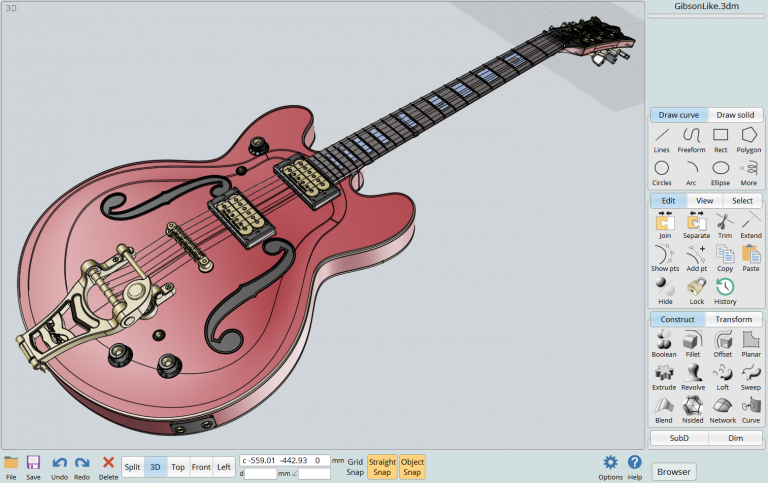 3D
GibsonLike.3dm
Draw curve Draw solid
Lines Freeform Rect Polygon
Circles Arc Ellipse More
Edit View Select
Join Separate Trim Extend
Show pts Add pt Copy Paste
Hide Lock History
Construct Transform
Boolean Fillet Offset Planar
Extrude Revolve Loft Sweep
Blend Nsided Network Curve
SubD Dim
File Save Undo Redo Delete
Split 3D Top Front Left
c -559.01 -442.93 0 mm
d mm ∠
Grid Snap
Straight Snap
Object Snap
Options Help
Browser